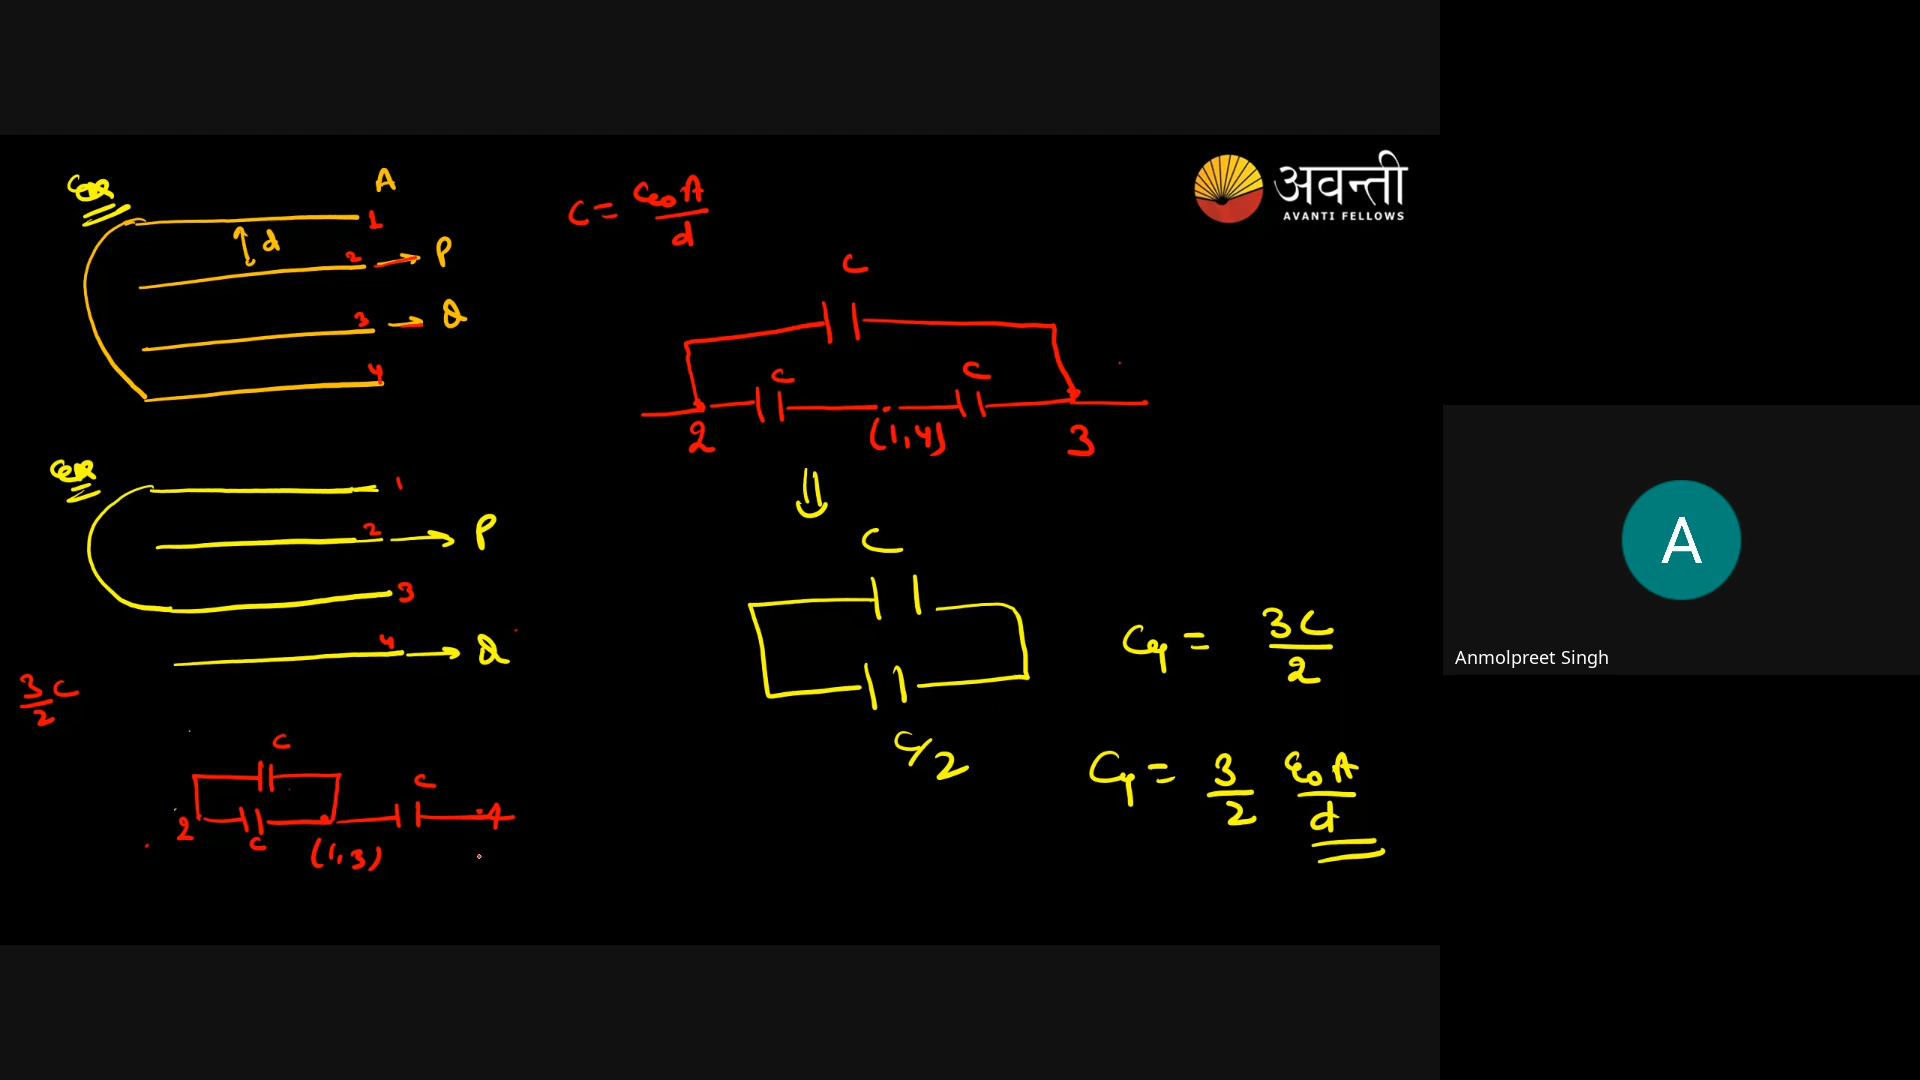 A
1
d
2
P
3
Q
4
C = ε₀A/d
C
C
C
2
(1,4)
3
अवन्ती
AVANTI FELLOWS
1
2
P
3
4
Q
3/2 C
C
C/2
Ceq = 3C/2
Ceq = 3/2 ε₀A/d
C
C
2
C
(1,3)
4
A
Anmolpreet Singh